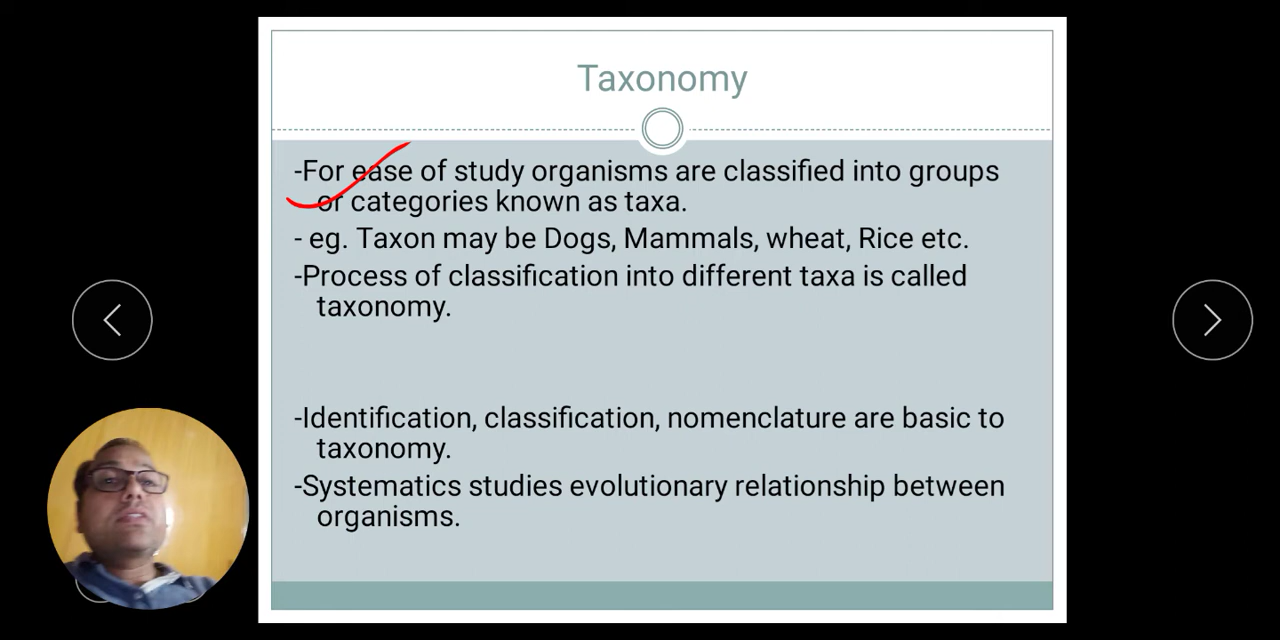 Taxonomy
-For ease of study organisms are classified into groups
or categories known as taxa.
- eg. Taxon may be Dogs, Mammals, wheat, Rice etc.
-Process of classification into different taxa is called
taxonomy.
-Identification, classification, nomenclature are basic to
taxonomy.
-Systematics studies evolutionary relationship between
organisms.